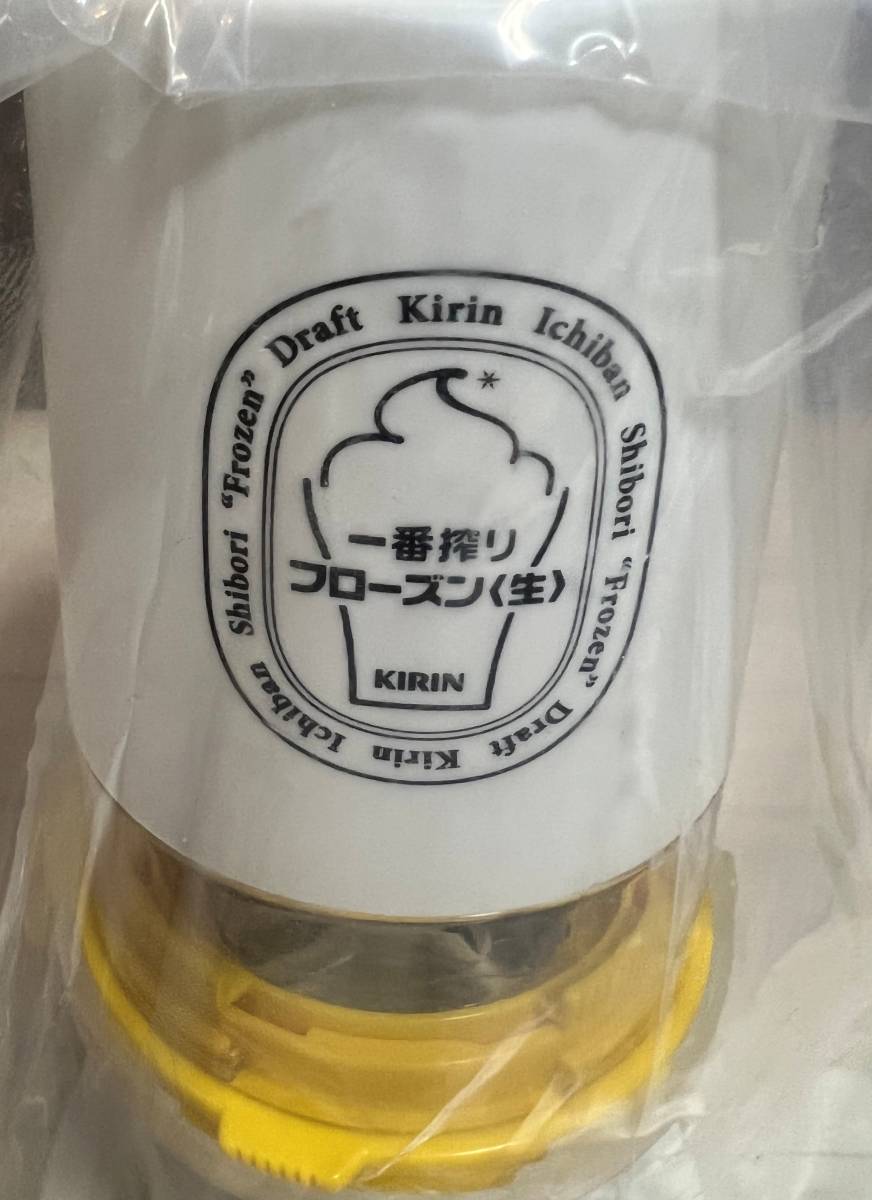 Kirin Ichiban Shibori “Frozen” Draft Kirin Ichiban Shibori “Frozen” Draft
一番搾り
フローズン〈生〉
KIRIN